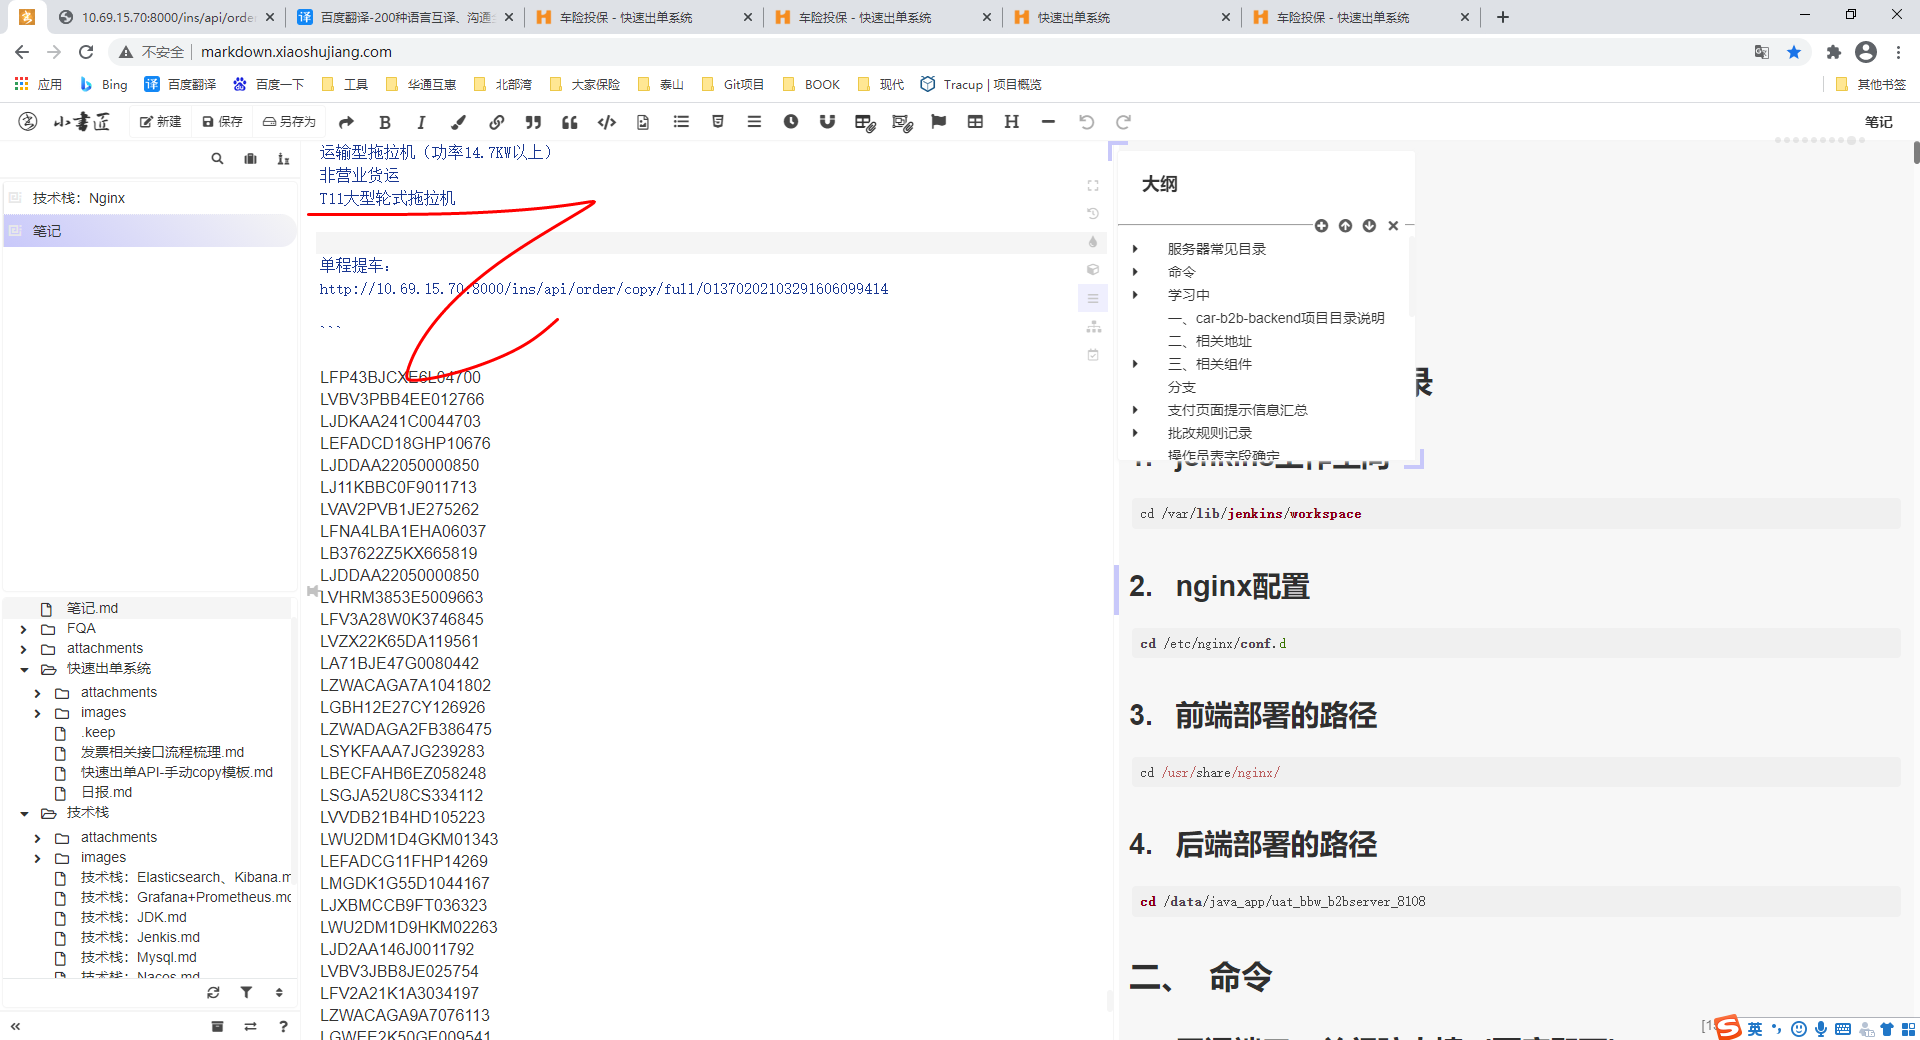 10.69.15.70:8000/ins/api/orde
百度翻译-200种语言互译、沟通
车险投保 - 快速出单系统
车险投保 - 快速出单系统
快速出单系统
车险投保 - 快速出单系统
不安全 markdown.xiaoshujiang.com
应用 Bing 百度翻译 百度一下 工具 华通互惠 北部湾 大家保险 泰山 Git项目 BOOK 现代 Tracup | 项目概览 其他书签
小书匠 新建 保存 另存为 笔记
技术栈：Nginx
笔记
笔记.md
FQA
attachments
快速出单系统
attachments
images
.keep
发票相关接口流程梳理.md
快速出单API-手动copy模板.md
日报.md
技术栈
attachments
images
技术栈：Elasticsearch、Kibana.m
技术栈：Grafana+Prometheus.mc
技术栈：JDK.md
技术栈：Jenkis.md
技术栈：Mysql.md
技术栈：Nacos.md
运输型拖拉机（功率14.7KW以上）
非营业货运
T11大型轮式拖拉机
单程提车：
http://10.69.15.70:8000/ins/api/order/copy/full/01370202103291606099414
```
LFP43BJCXE6L04700
LVBV3PBB4EE012766
LJDKAA241C0044703
LEFADCD18GHP10676
LJDDAA22050000850
LJ11KBBC0F9011713
LVAV2PVB1JE275262
LFNA4LBA1EHA06037
LB37622Z5KX665819
LJDDAA22050000850
LVHRM3853E5009663
LFV3A28W0K3746845
LVZX22K65DA119561
LA71BJE47G0080442
LZWACAGA7A1041802
LGBH12E27CY126926
LZWADAGA2FB386475
LSYKFAAA7JG239283
LBECFAHB6EZ058248
LSGJA52U8CS334112
LVVDB21B4HD105223
LWU2DM1D4GKM01343
LEFADCG11FHP14269
LMGDK1G55D1044167
LJXBMCCB9FT036323
LWU2DM1D9HKM02263
LJD2AA146J0011792
LVBV3JBB8JE025754
LFV2A21K1A3034197
LZWACAGA9A7076113
LGWEE2K50GE009541
大纲
服务器常见目录
命令
学习中
一、car-b2b-backend项目目录说明
二、相关地址
三、相关组件
分支
支付页面提示信息汇总
批改规则记录
操作员表字段确定
录
1. jenkins工作空间
cd /var/lib/jenkins/workspace
2. nginx配置
cd /etc/nginx/conf.d
3. 前端部署的路径
cd /usr/share/nginx/
4. 后端部署的路径
cd /data/java_app/uat_bbw_b2bserver_8108
二、 命令
英